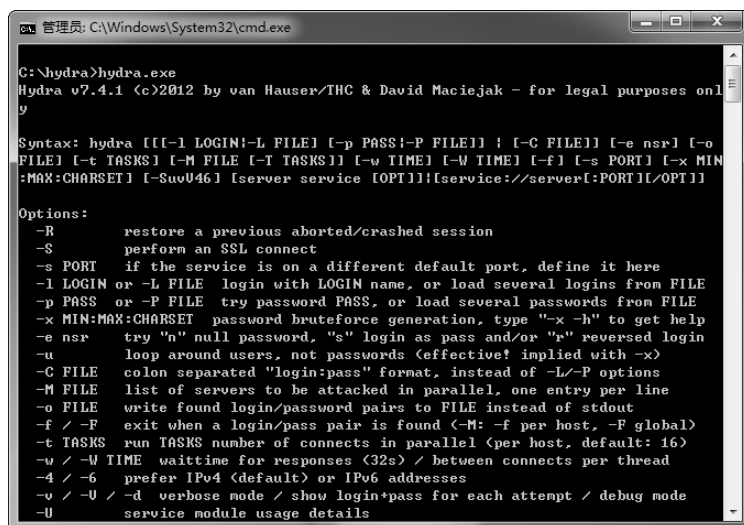 管理员: C:\Windows\System32\cmd.exe
C:\hydra>hydra.exe
Hydra v7.4.1 (c)2012 by van Hauser/THC & David Maciejak - for legal purposes onl
y
Syntax: hydra [[[-l LOGIN|-L FILE] [-p PASS|-P FILE]] | [-C FILE]] [-e nsr] [-o
FILE] [-t TASKS] [-M FILE [-T TASKS]] [-w TIME] [-W TIME] [-f] [-s PORT] [-x MIN
:MAX:CHARSET] [-SuvV46] [server service [OPT]]|[service://server[:PORT][/OPT]]
Options:
-R restore a previous aborted/crashed session
-S perform an SSL connect
-s PORT if the service is on a different default port, define it here
-l LOGIN or -L FILE login with LOGIN name, or load several logins from FILE
-p PASS or -P FILE try password PASS, or load several passwords from FILE
-x MIN:MAX:CHARSET password bruteforce generation, type "-x -h" to get help
-e nsr try "n" null password, "s" login as pass and/or "r" reversed login
-u loop around users, not passwords (effective! implied with -x)
-C FILE colon separated "login:pass" format, instead of -L/-P options
-M FILE list of servers to be attacked in parallel, one entry per line
-o FILE write found login/password pairs to FILE instead of stdout
-f / -F exit when a login/pass pair is found (-M: -f per host, -F global)
-t TASKS run TASKS number of connects in parallel (per host, default: 16)
-w / -W TIME waittime for responses (32s) / between connects per thread
-4 / -6 prefer IPv4 (default) or IPv6 addresses
-v / -V / -d verbose mode / show login+pass for each attempt / debug mode
-U service module usage details